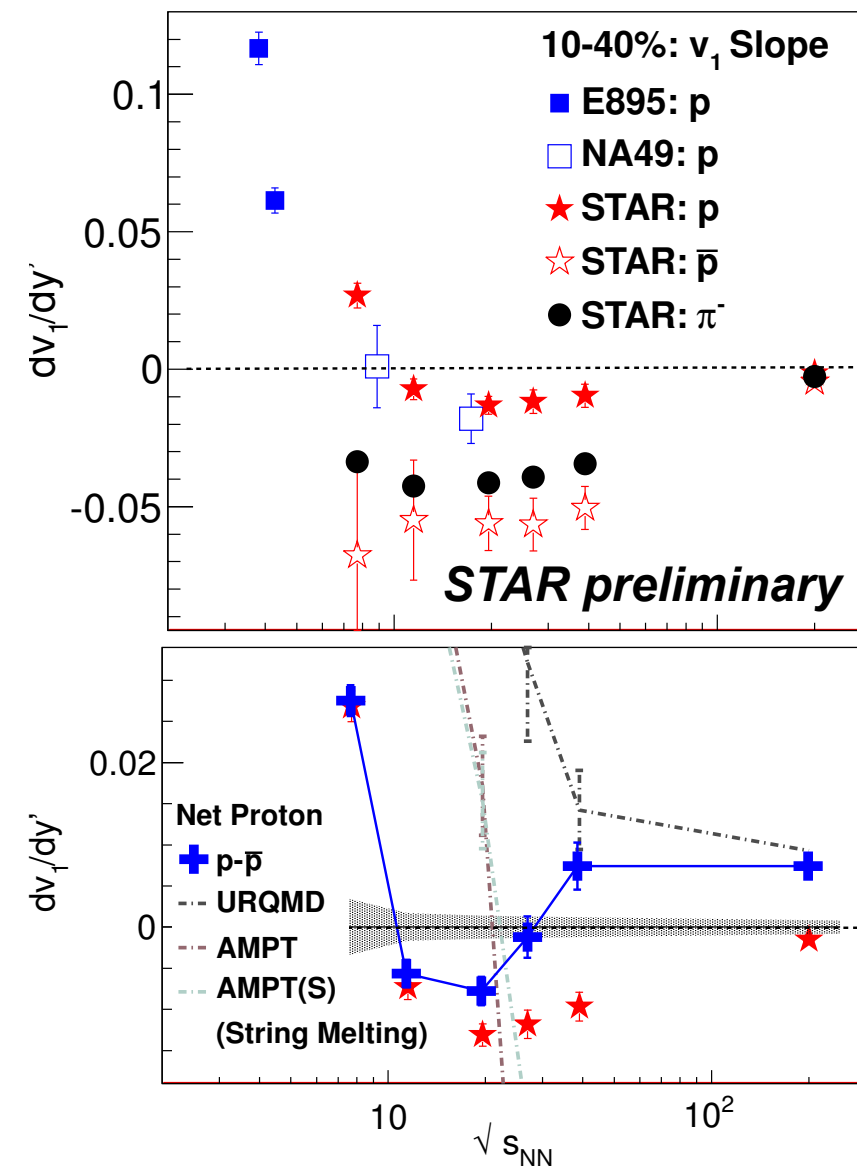 10-40%: v₁ Slope
E895: p
NA49: p
STAR: p
STAR: p̅
STAR: π⁻
0.1
0.05
0
-0.05
dv₁/dy′
STAR preliminary
0.02
0
dv₁/dy'
Net Proton
p-p̅
URQMD
AMPT
AMPT(S)
(String Melting)
10
10²
√ s_NN